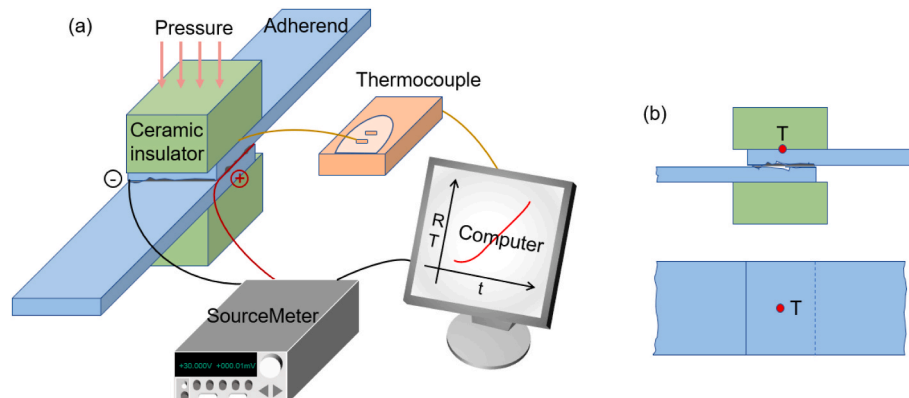 (a)
Pressure
Adherend
Thermocouple
Ceramic
insulator
-
+
R
T
Computer
t
SourceMeter
+30.000V +000.01mV
(b)
T
T